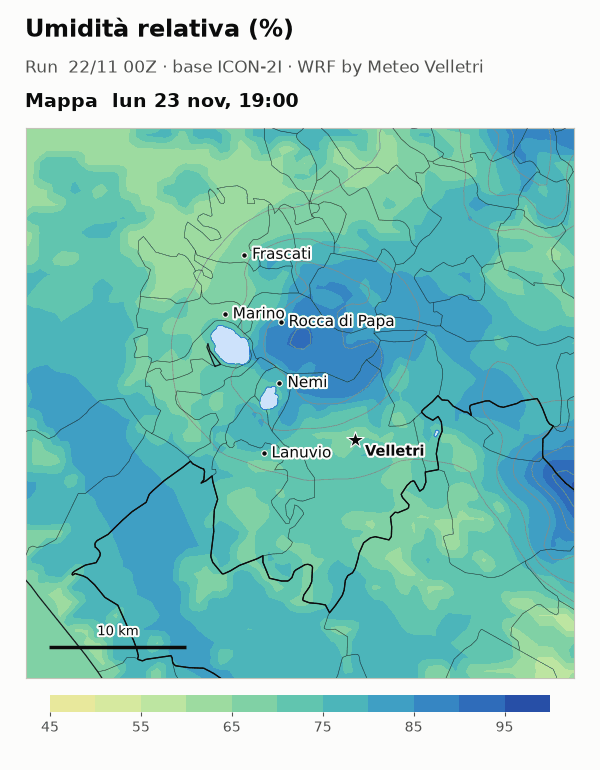 Umidità relativa (%)
Run  22/11 00Z · base ICON-2I · WRF by Meteo Velletri
Mappa  lun 23 nov, 19:00
Frascati
Marino
Rocca di Papa
Nemi
Velletri
Lanuvio
10 km
45 55 65 75 85 95